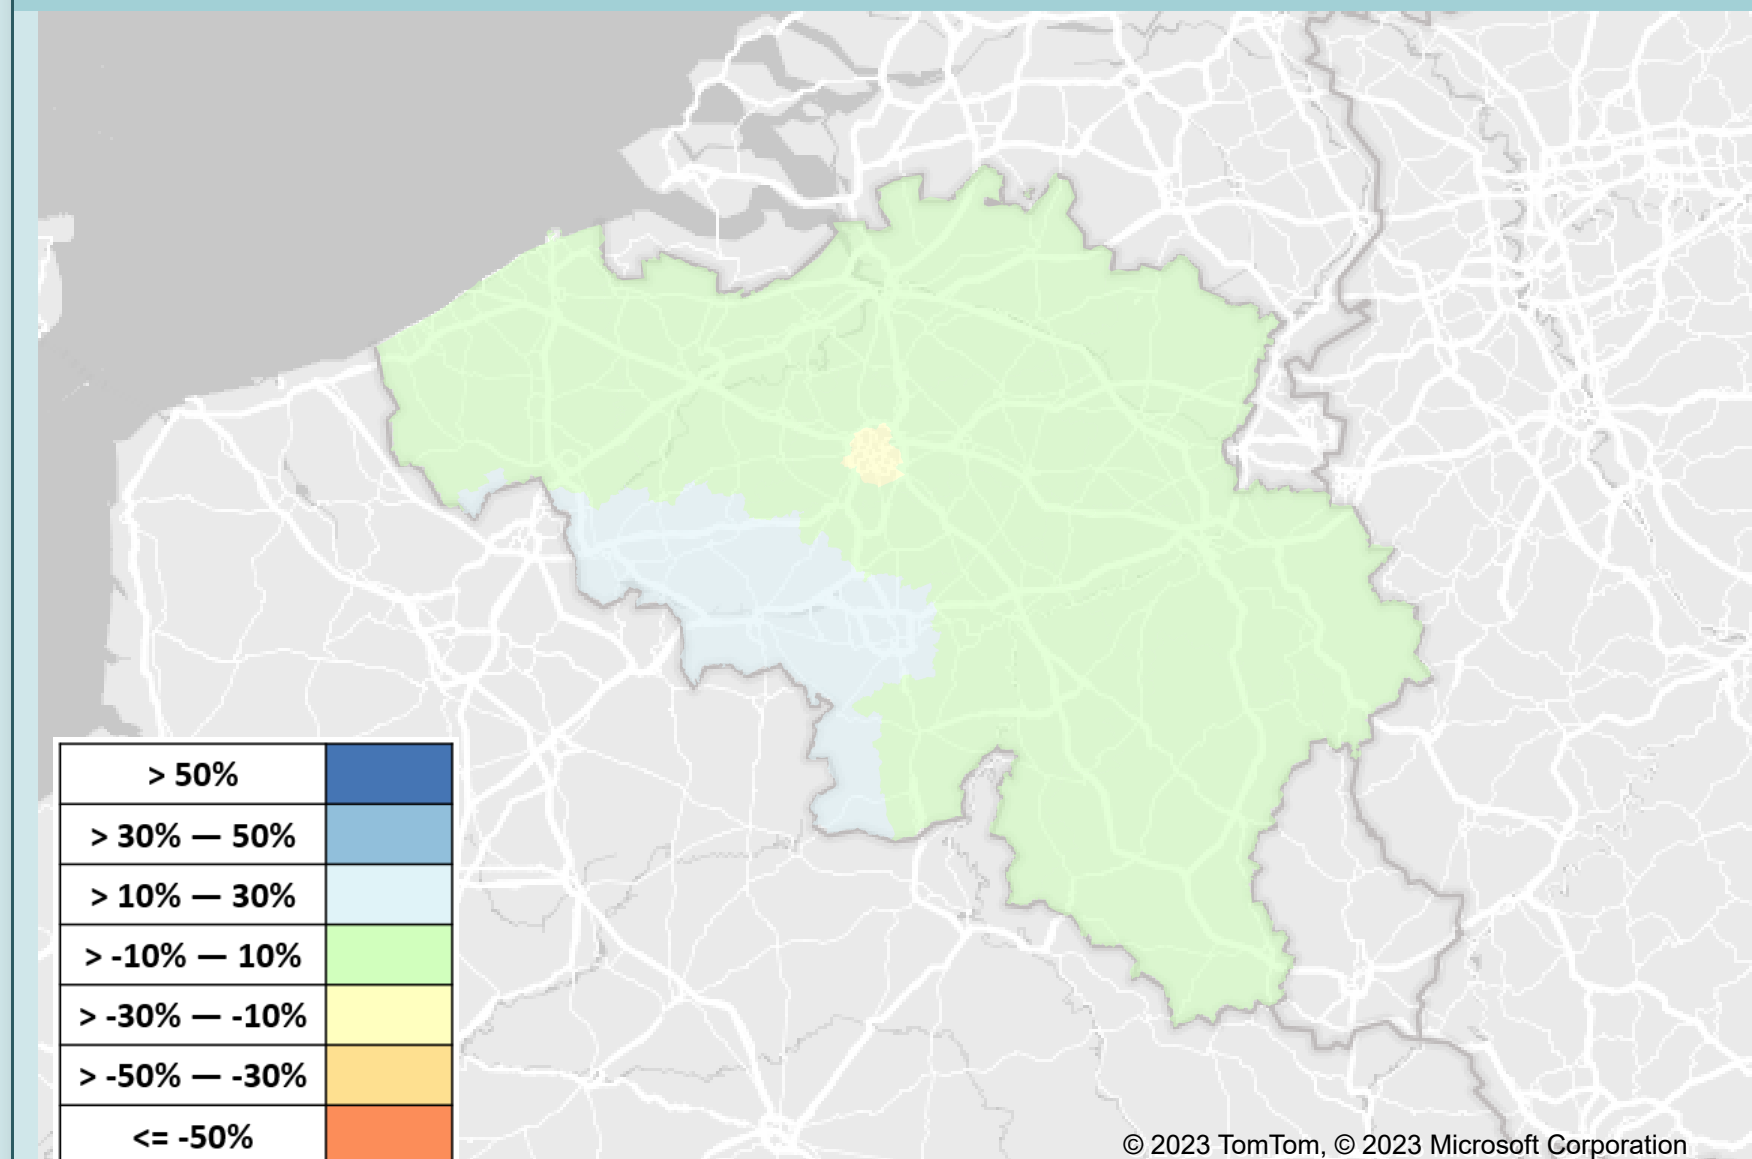 > 50%
> 30% — 50%
> 10% — 30%
> -10% — 10%
> -30% — -10%
> -50% — -30%
<= -50%
© 2023 TomTom, © 2023 Microsoft Corporation